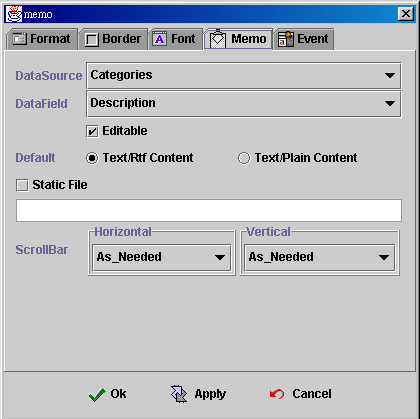 memo
Format Border Font Memo Event
DataSource Categories
DataField Description
Editable
Default Text/Rtf Content Text/Plain Content
Static File
Horizontal Vertical
ScrollBar As_Needed As_Needed
Ok Apply Cancel